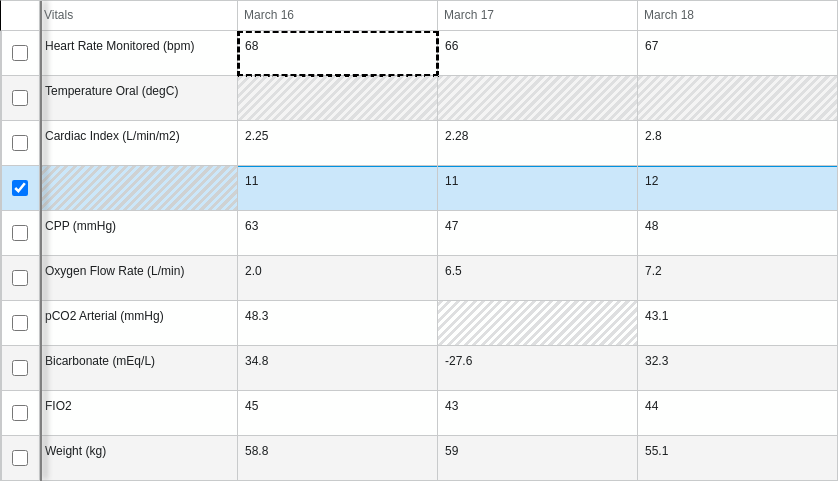 Vitals March 16 March 17 March 18
Heart Rate Monitored (bpm) 68 66 67
Temperature Oral (degC)
Cardiac Index (L/min/m2) 2.25 2.28 2.8
11 11 12
CPP (mmHg) 63 47 48
Oxygen Flow Rate (L/min) 2.0 6.5 7.2
pCO2 Arterial (mmHg) 48.3 43.1
Bicarbonate (mEq/L) 34.8 -27.6 32.3
FIO2 45 43 44
Weight (kg) 58.8 59 55.1